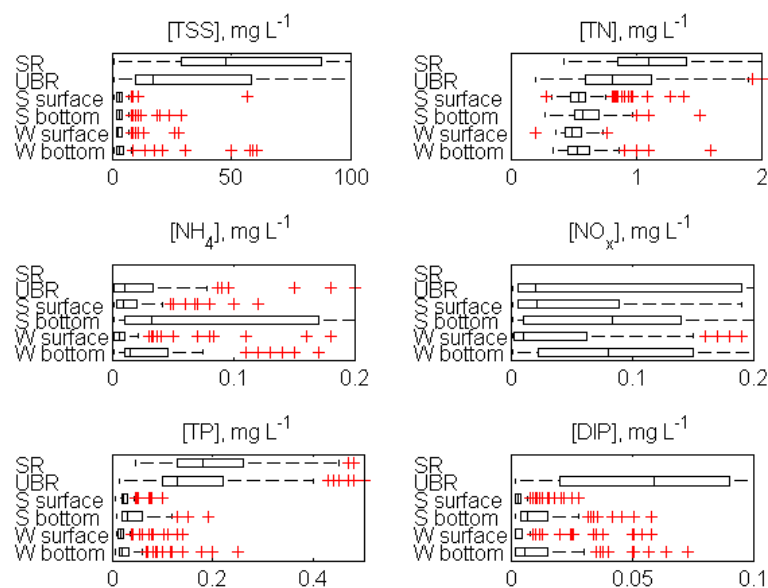 [TSS], mg L⁻¹
SR
UBR
S surface
S bottom
W surface
W bottom
0 50 100
[TN], mg L⁻¹
SR
UBR
S surface
S bottom
W surface
W bottom
0 1 2
[NH₄], mg L⁻¹
SR
UBR
S surface
S bottom
W surface
W bottom
0 0.1 0.2
[NOₓ], mg L⁻¹
SR
UBR
S surface
S bottom
W surface
W bottom
0 0.1 0.2
[TP], mg L⁻¹
SR
UBR
S surface
S bottom
W surface
W bottom
0 0.2 0.4
[DIP], mg L⁻¹
SR
UBR
S surface
S bottom
W surface
W bottom
0 0.05 0.1